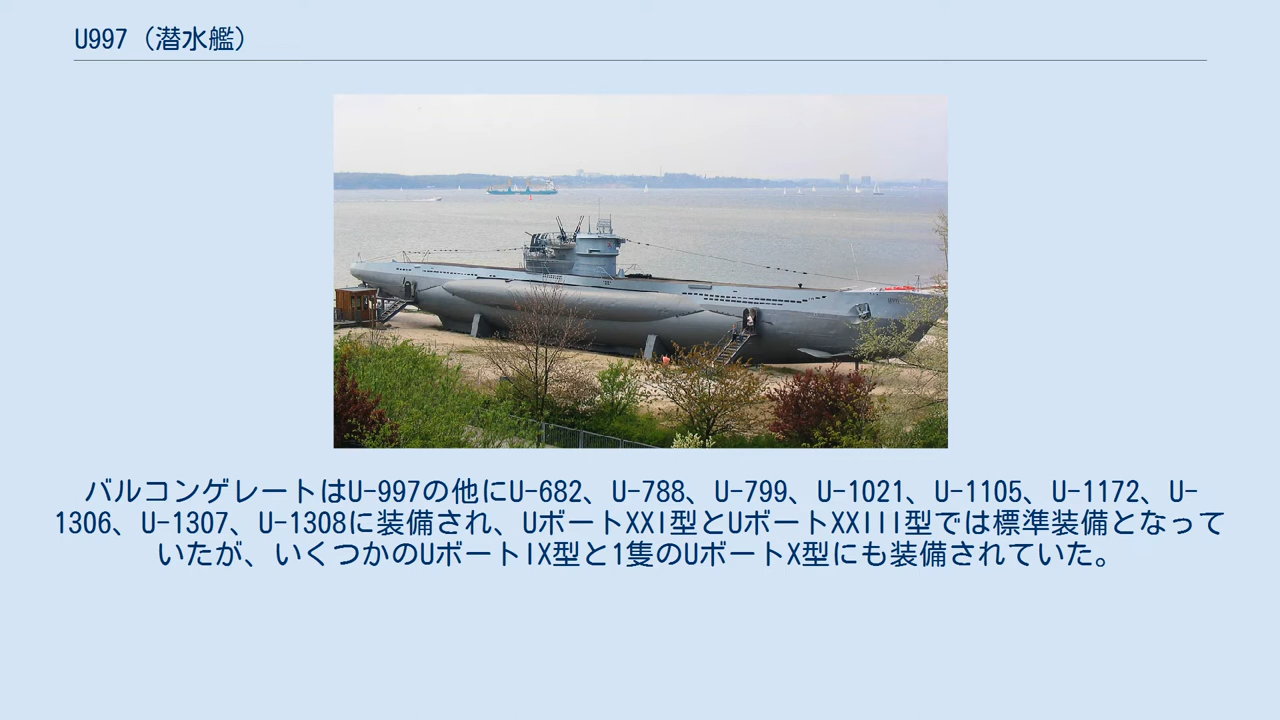 U997（潜水艦）
バルコンゲレートはU-997の他にU-682、U-788、U-799、U-1021、U-1105、U-1172、U-
1306、U-1307、U-1308に装備され、UボートXXI型とUボートXXIII型では標準装備となって
いたが、いくつかのUボートIX型と1隻のUボートX型にも装備されていた。